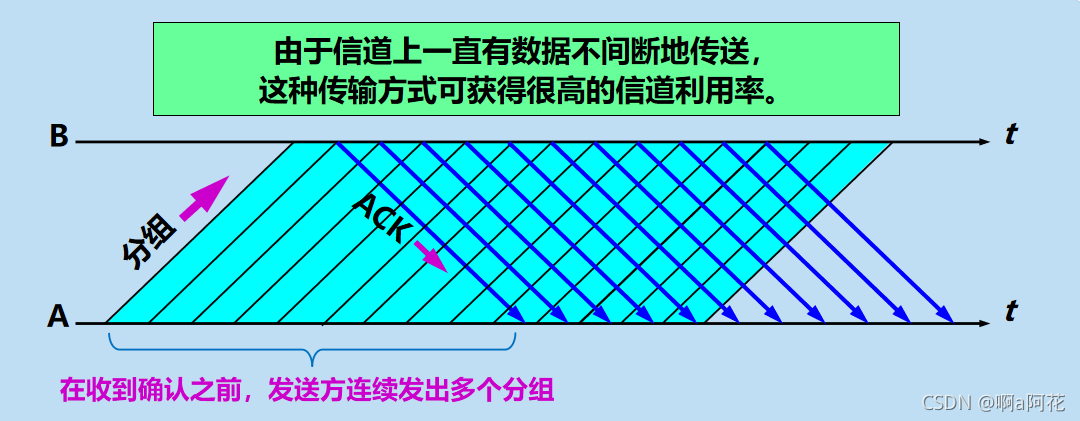 由于信道上一直有数据不间断地传送，
这种传输方式可获得很高的信道利用率。
B
t
分组
ACK
A
t
在收到确认之前，发送方连续发出多个分组
CSDN @啊a阿花